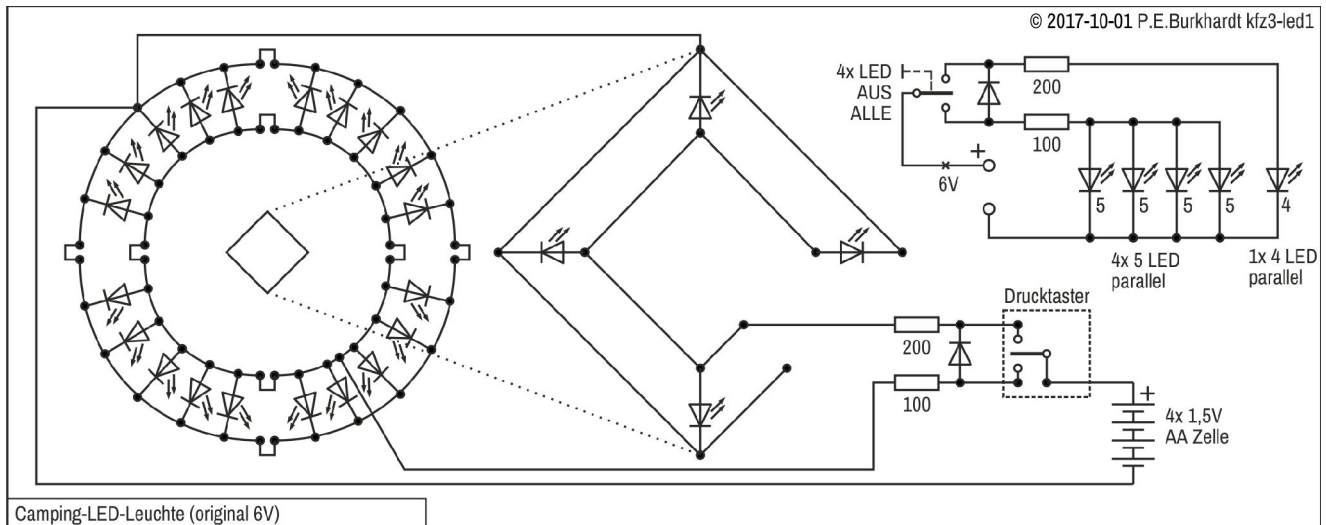 © 2017-10-01 P.E.Burkhardt kfz3-led1
4x LED
AUS
ALLE
200
100
+
6V
5
5
5
5
4
4x 5 LED
parallel
1x 4 LED
parallel
Drucktaster
200
100
+
4x 1,5V
AA Zelle
Camping-LED-Leuchte (original 6V)